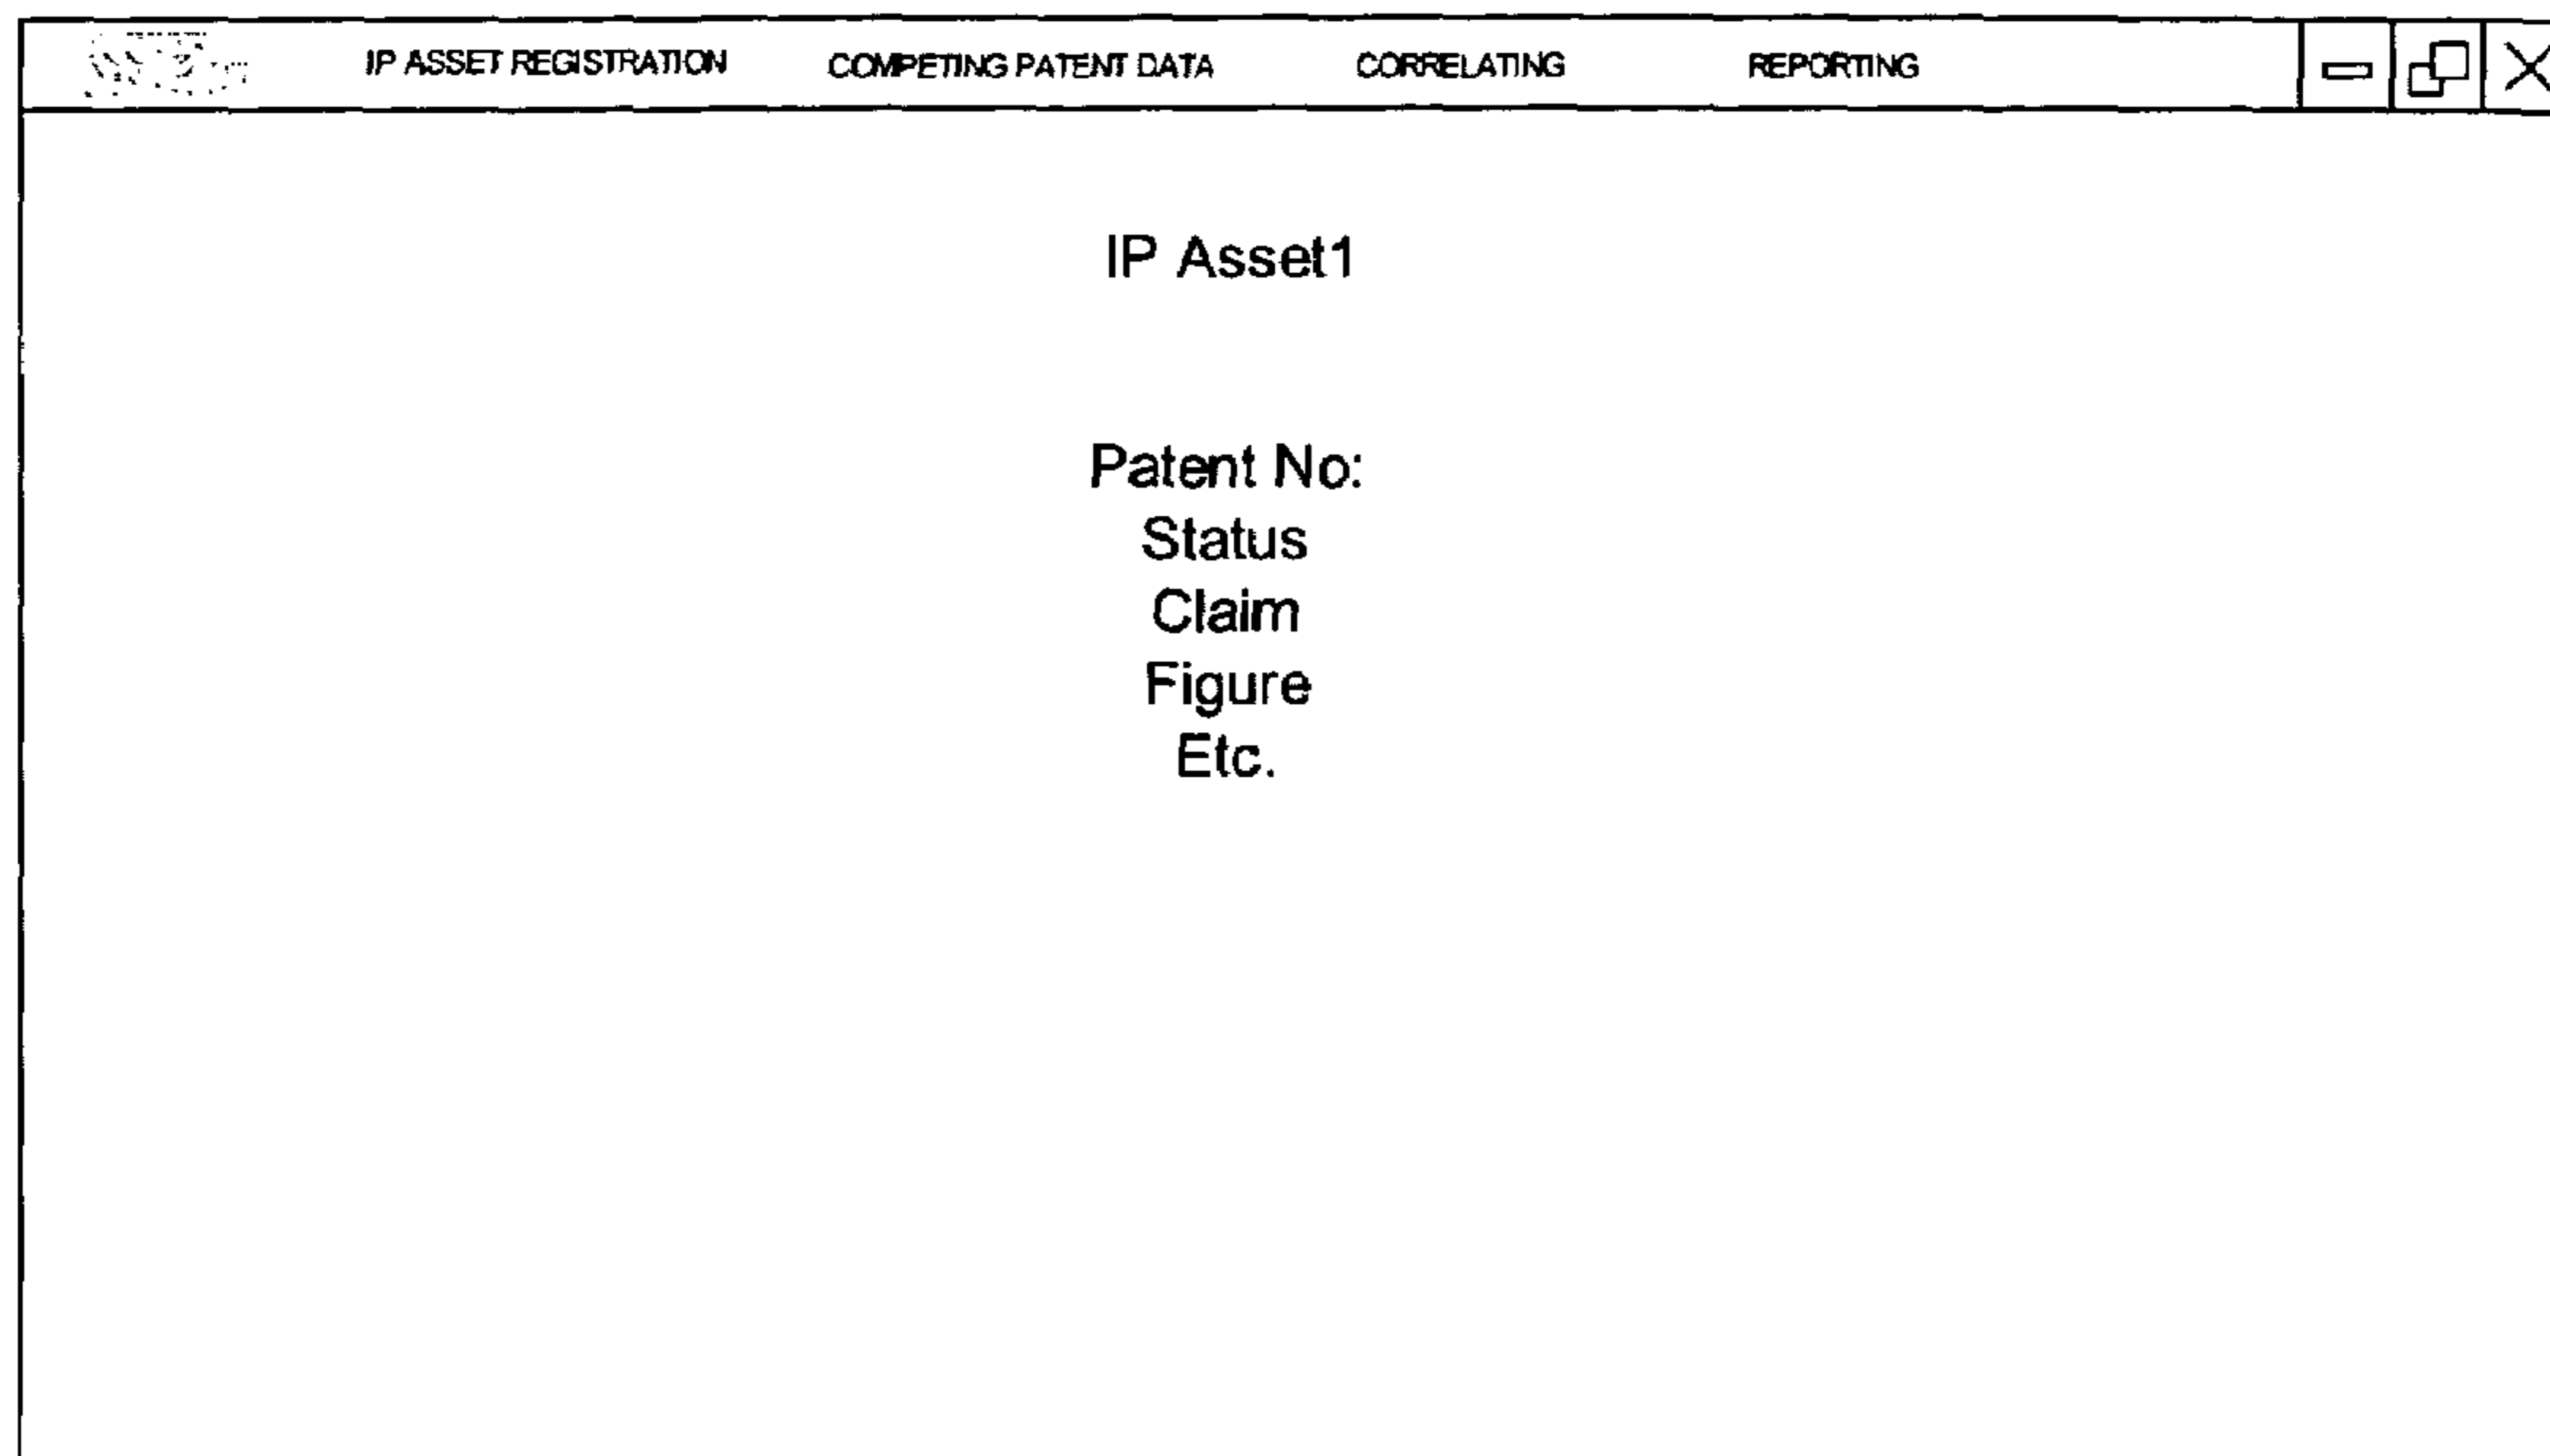 IP ASSET REGISTRATION COMPETING PATENT DATA CORRELATING REPORTING
IP Asset1
Patent No:
Status
Claim
Figure
Etc.